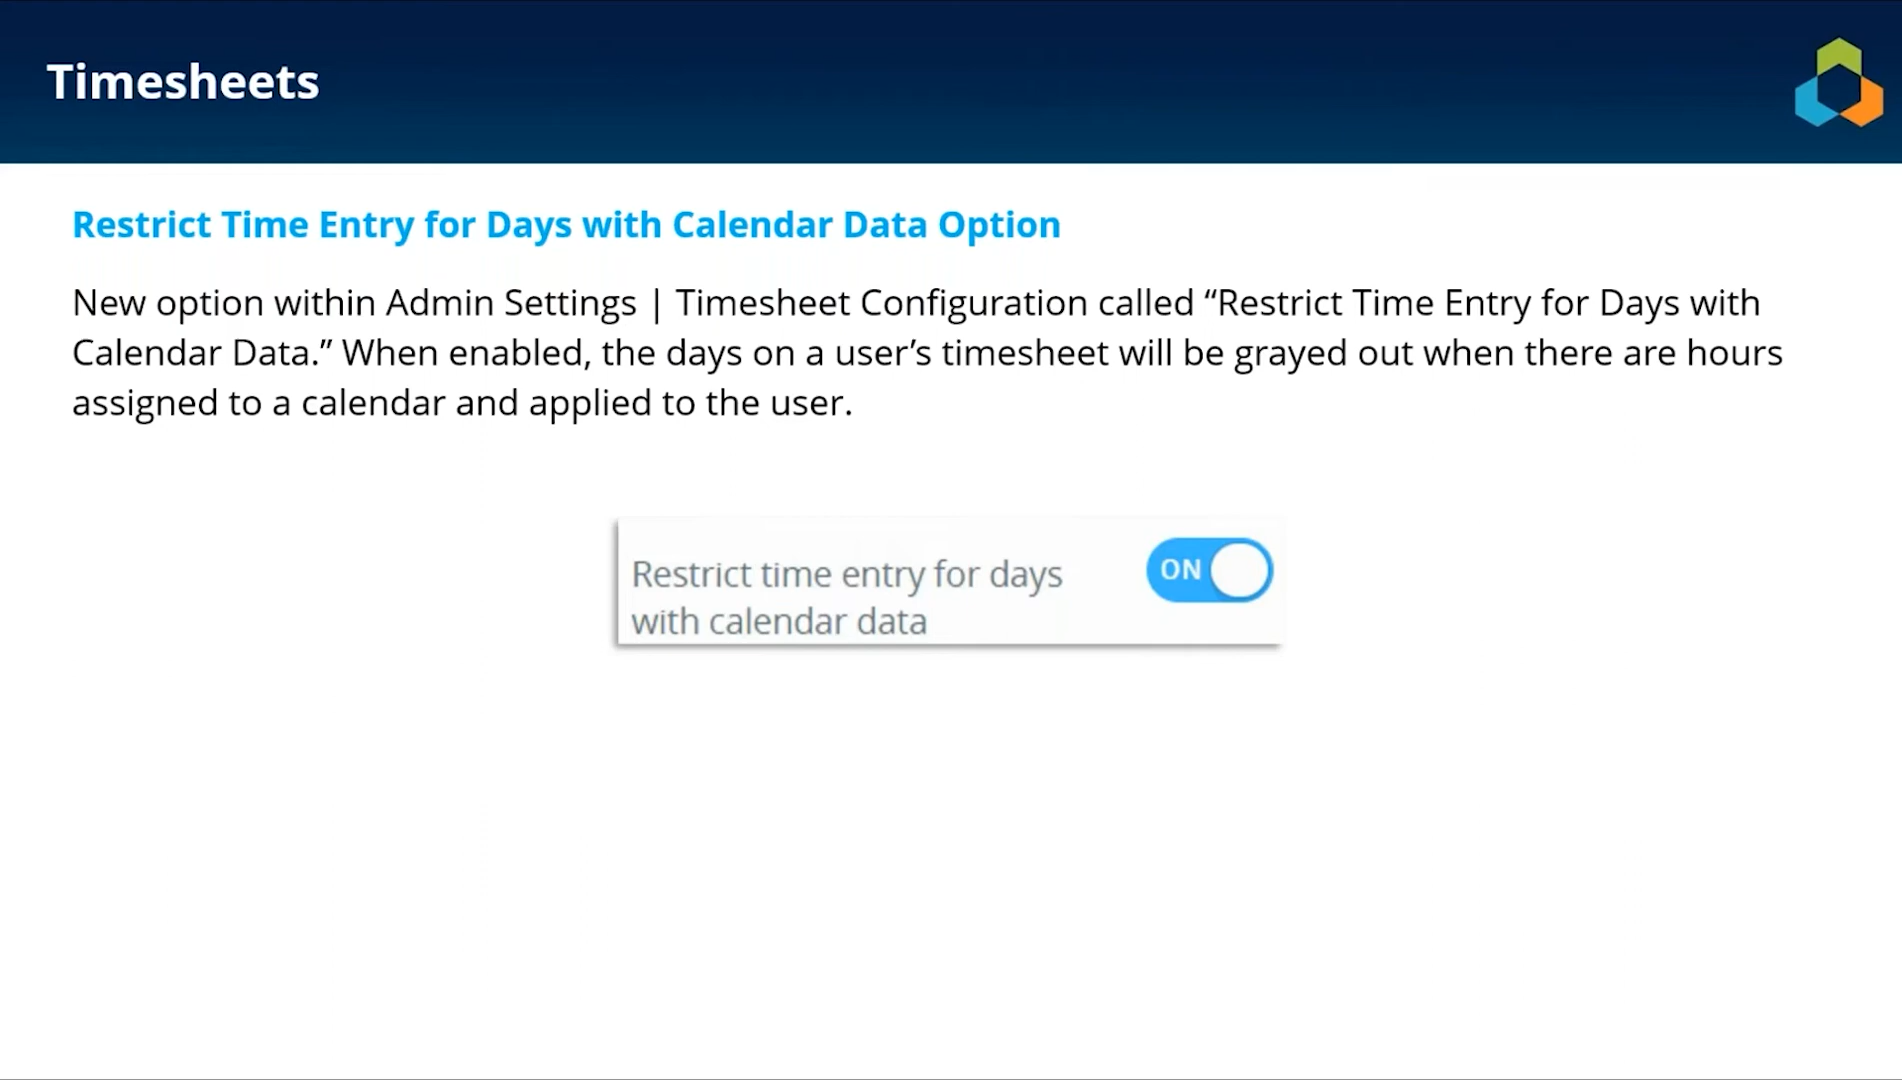 Timesheets
Restrict Time Entry for Days with Calendar Data Option
New option within Admin Settings | Timesheet Configuration called “Restrict Time Entry for Days with
Calendar Data.” When enabled, the days on a user’s timesheet will be grayed out when there are hours
assigned to a calendar and applied to the user.
Restrict time entry for days
ON
with calendar data